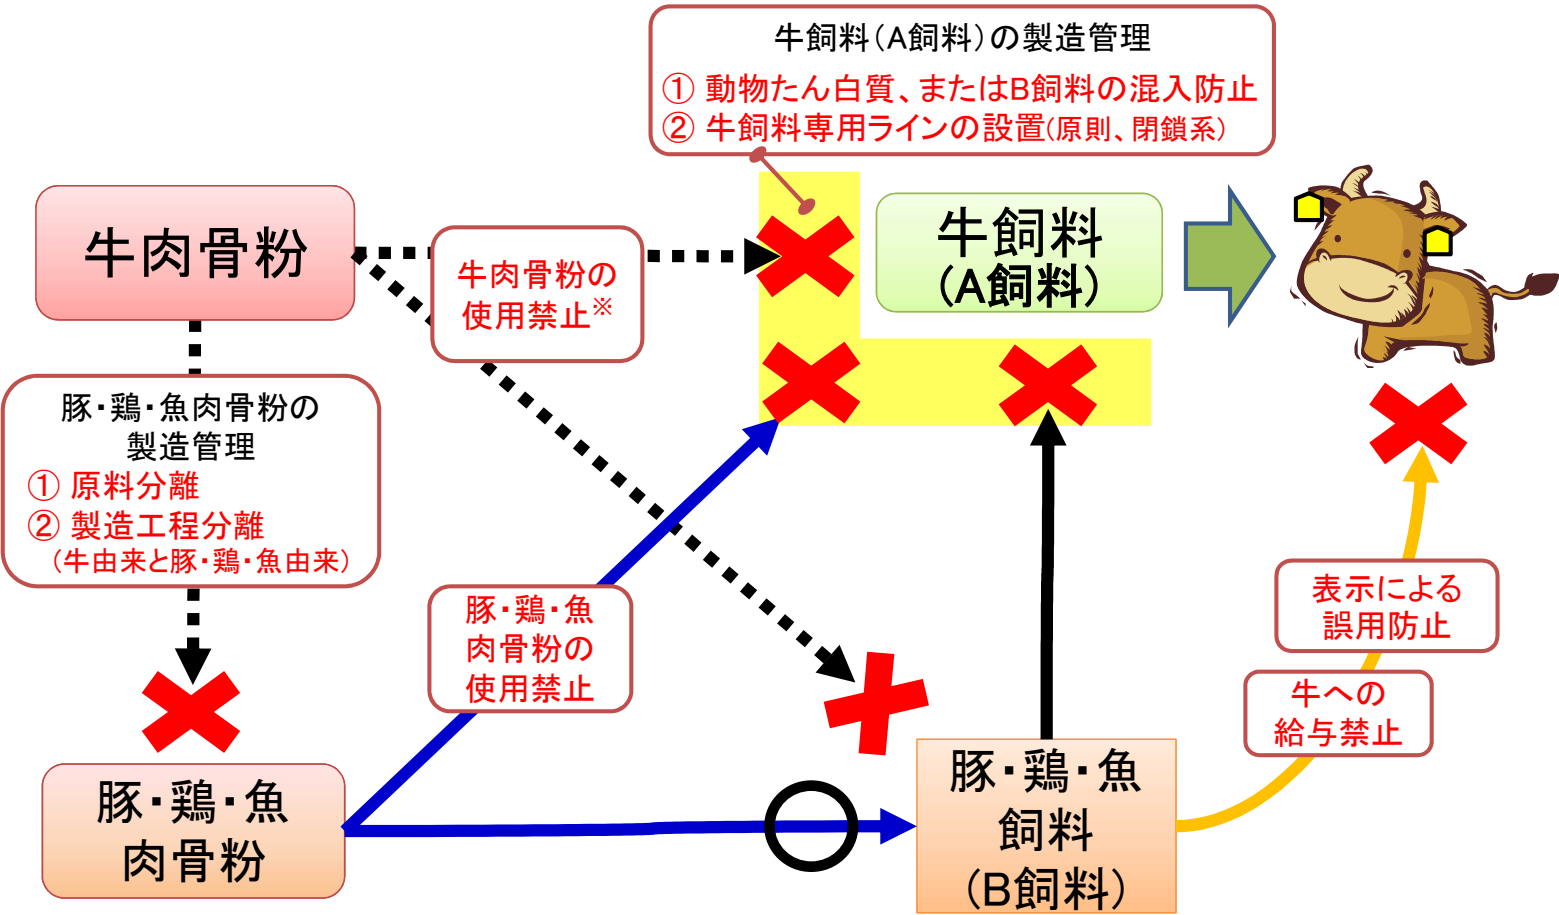 牛飼料（A飼料）の製造管理
① 動物たん白質、またはB飼料の混入防止
② 牛飼料専用ラインの設置(原則、閉鎖系)
牛肉骨粉
牛肉骨粉の
使用禁止※
牛飼料
（A飼料）
豚・鶏・魚肉骨粉の
製造管理
① 原料分離
② 製造工程分離
（牛由来と豚・鶏・魚由来）
豚・鶏・魚
肉骨粉の
使用禁止
表示による
誤用防止
牛への
給与禁止
豚・鶏・魚
肉骨粉
豚・鶏・魚
飼料
（B飼料）